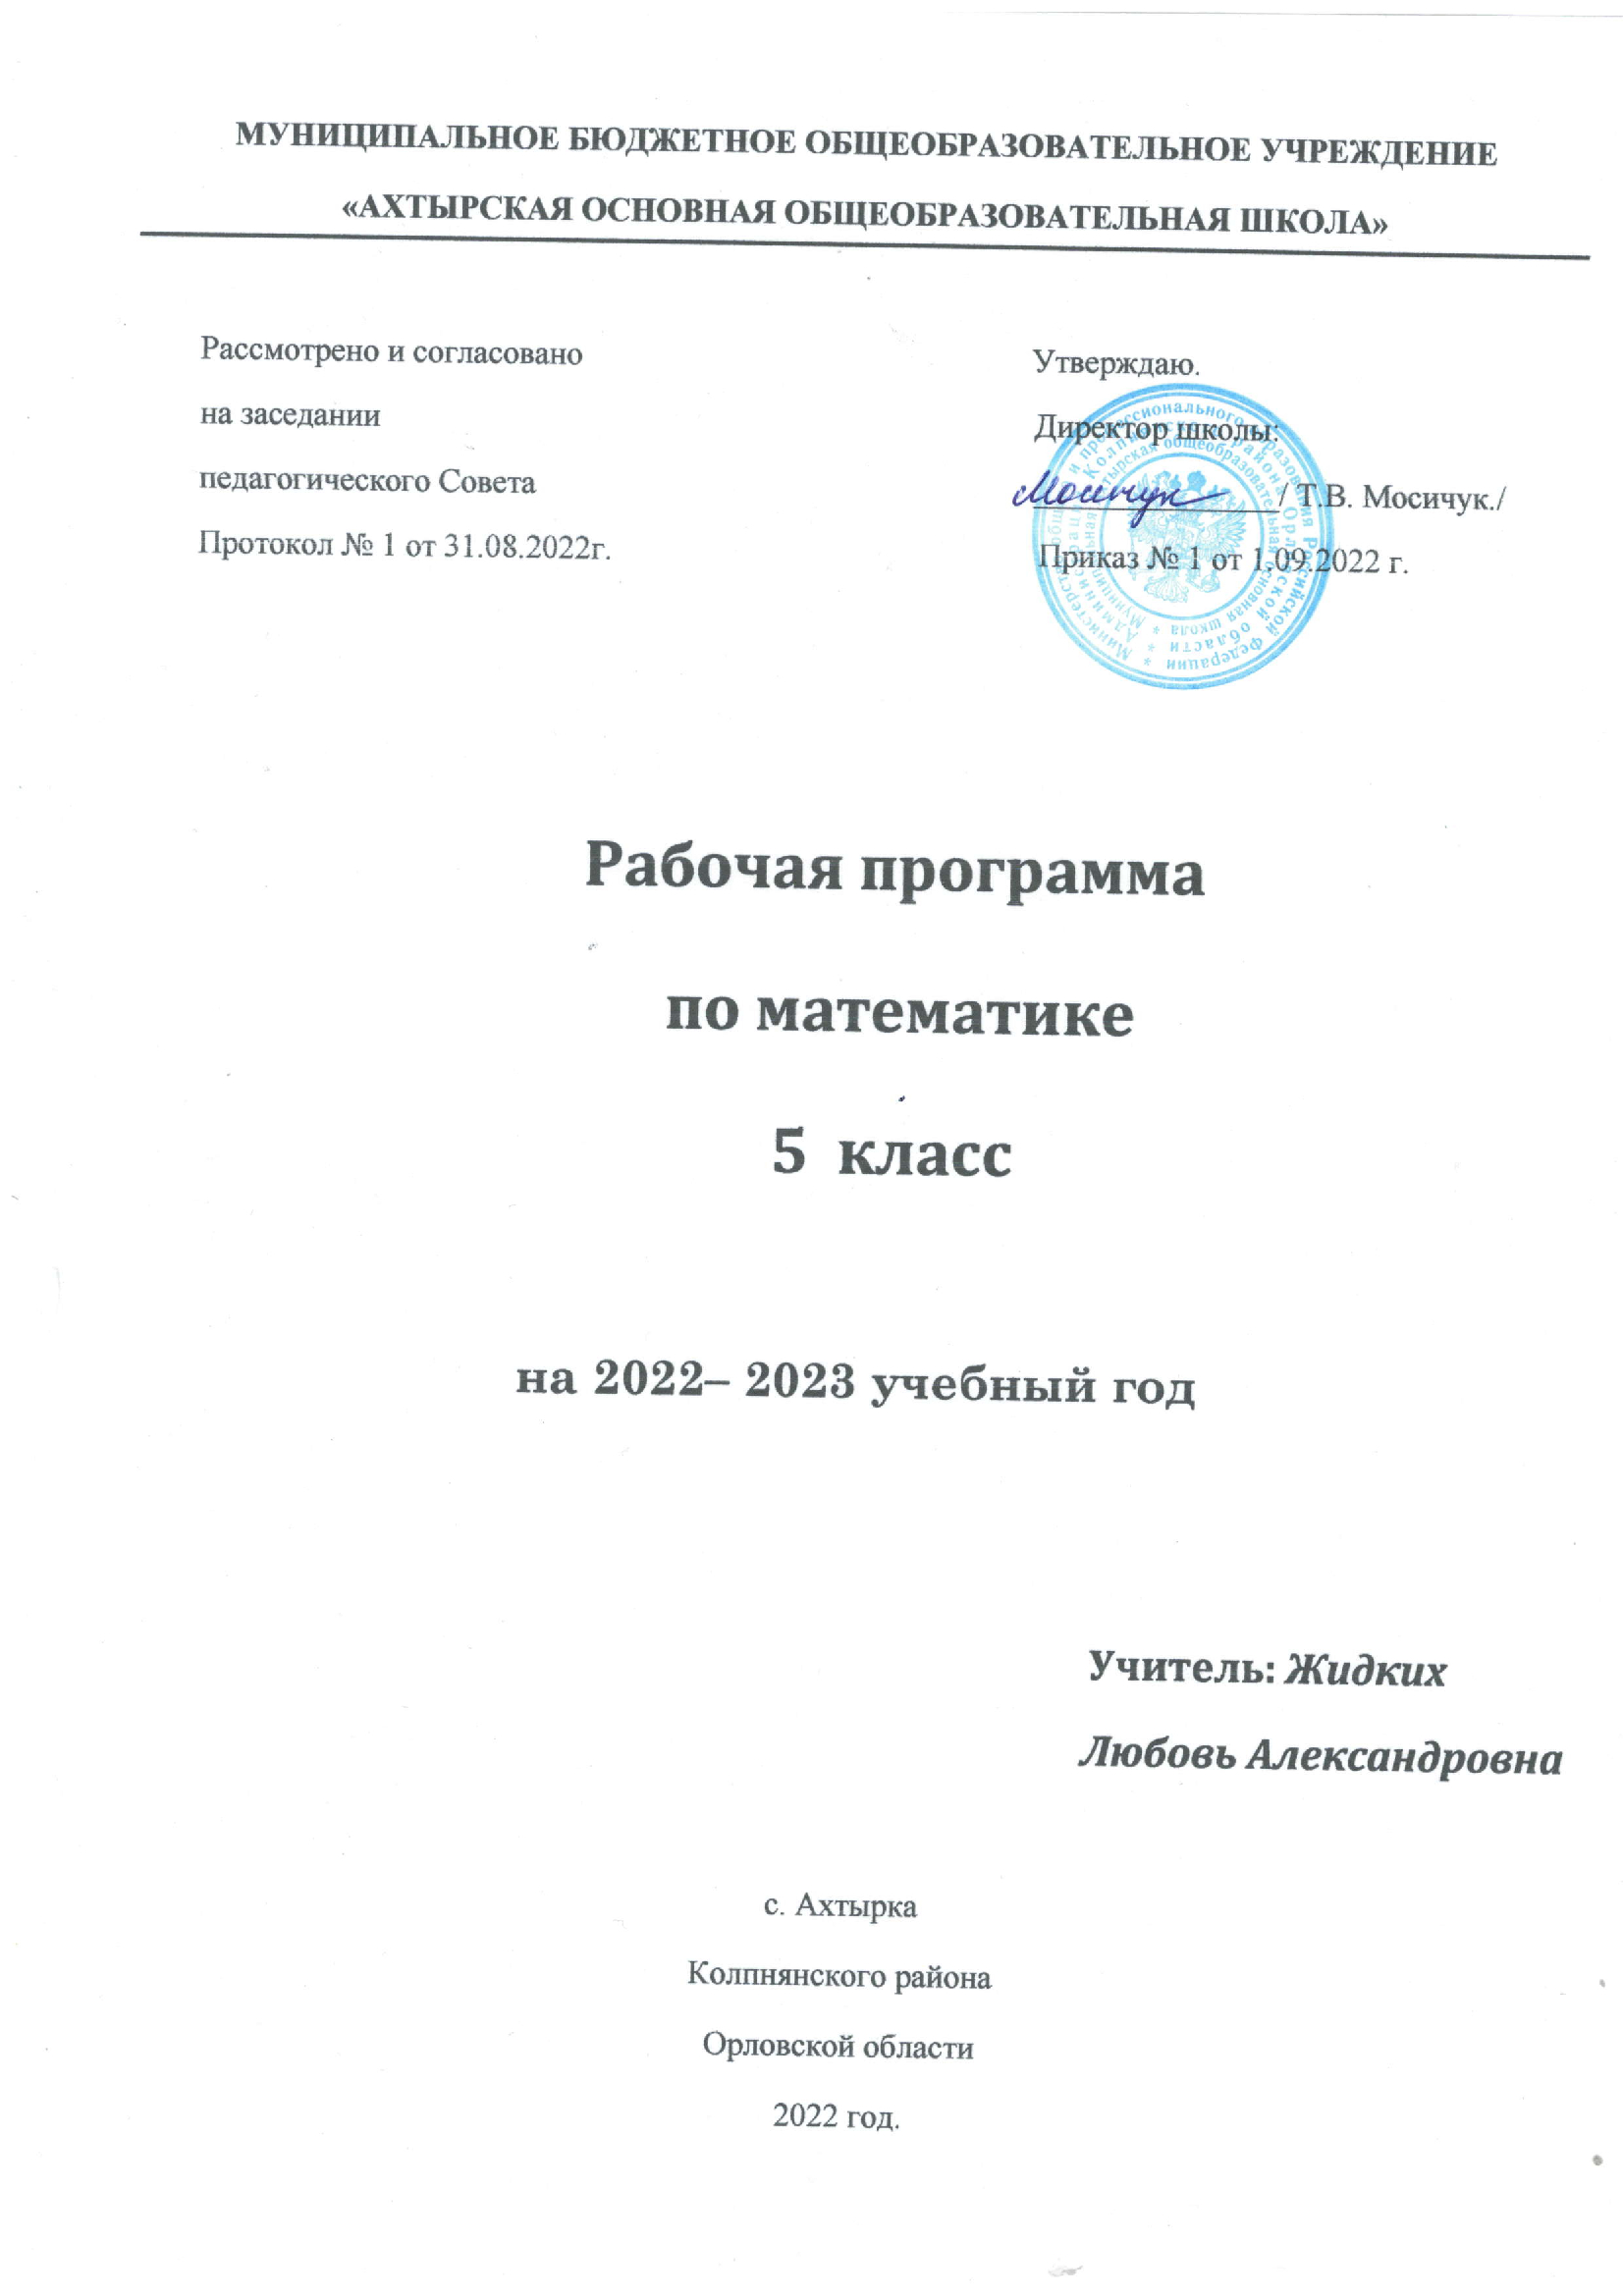 МУНИЦИПАЛЬНОЕ БЮДЖЕТНОЕ ОБЩЕОБРАЗОВАТЕЛЬНОЕ УЧРЕЖДЕНИЕ
«АХТЫРСКАЯ ОСНОВНАЯ ОБЩЕОБРАЗОВАТЕЛЬНАЯ ШКОЛА»
Рассмотрено и согласовано
на заседании
педагогического Совета
Протокол № 1 от 31.08.2022г.
Утверждаю.
Директор школы:
Мосичук / Т.В. Мосичук./
Приказ № 1 от 1.09.2022 г.
Рабочая программа
по математике
5 класс
на 2022– 2023 учебный год
Учитель: Жидких
Любовь Александровна
с. Ахтырка
Колпнянского района
Орловской области
2022 год.